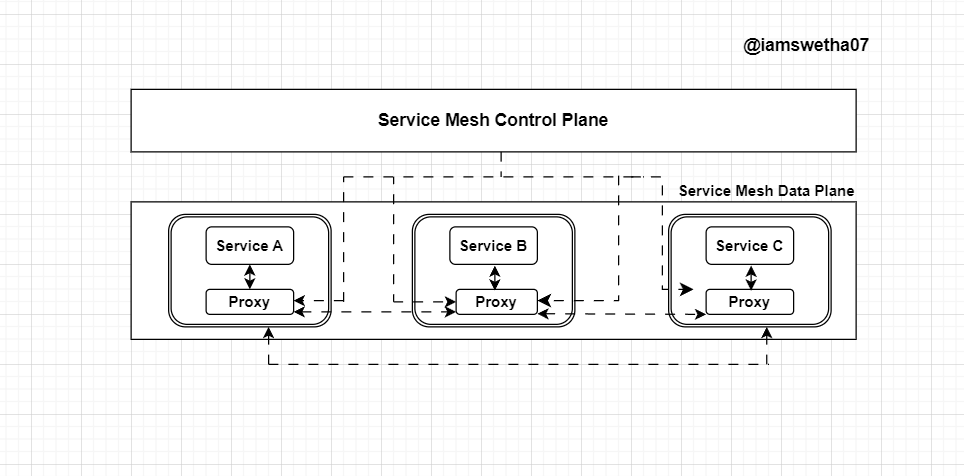 @iamswetha07
Service Mesh Control Plane
Service Mesh Data Plane
Service A
Service B
Service C
Proxy
Proxy
Proxy